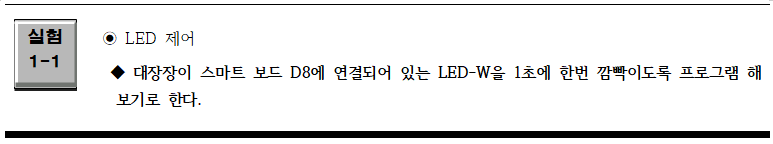 실험
1-1
◉ LED 제어
◆ 대장장이 스마트 보드 D8에 연결되어 있는 LED-W을 1초에 한번 깜빡이도록 프로그램 해
보기로 한다.